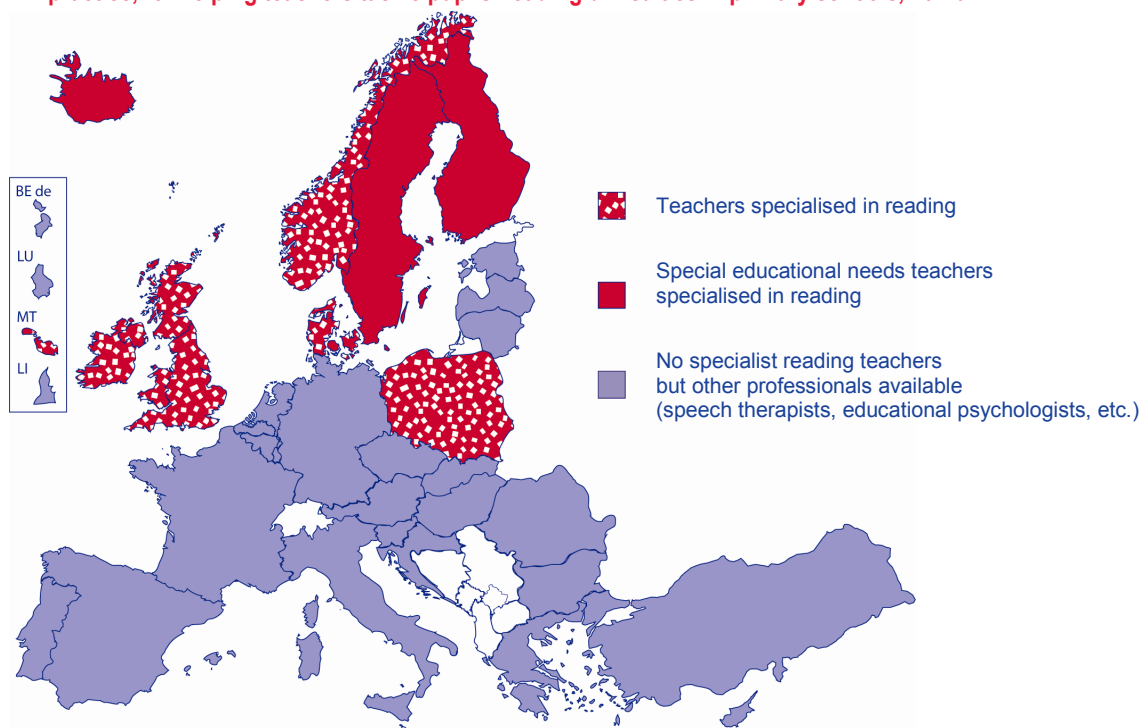 BE de
LU
MT
LI
Teachers specialised in reading
Special educational needs teachers
specialised in reading
No specialist reading teachers
but other professionals available
(speech therapists, educational psychologists, etc.)